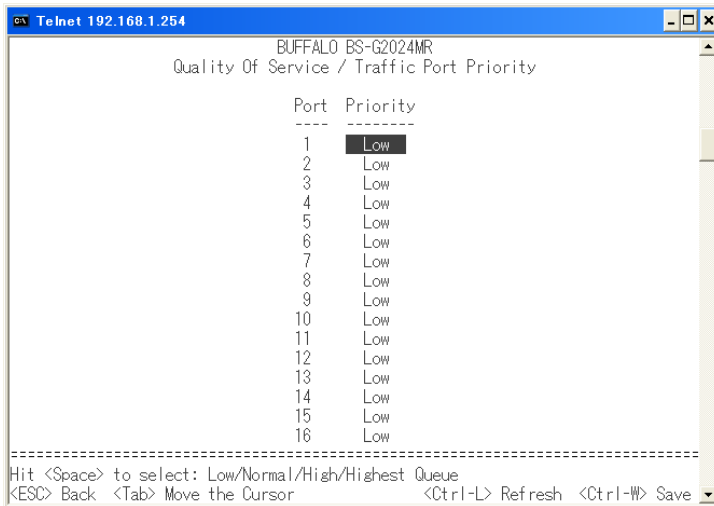 Telnet 192.168.1.254
BUFFALO BS-G2024MR
Quality Of Service / Traffic Port Priority
Port Priority
---- --------
1 Low
2 Low
3 Low
4 Low
5 Low
6 Low
7 Low
8 Low
9 Low
10 Low
11 Low
12 Low
13 Low
14 Low
15 Low
16 Low
Hit <Space> to select: Low/Normal/High/Highest Queue
<ESC> Back <Tab> Move the Cursor <Ctrl-L> Refresh <Ctrl-W> Save